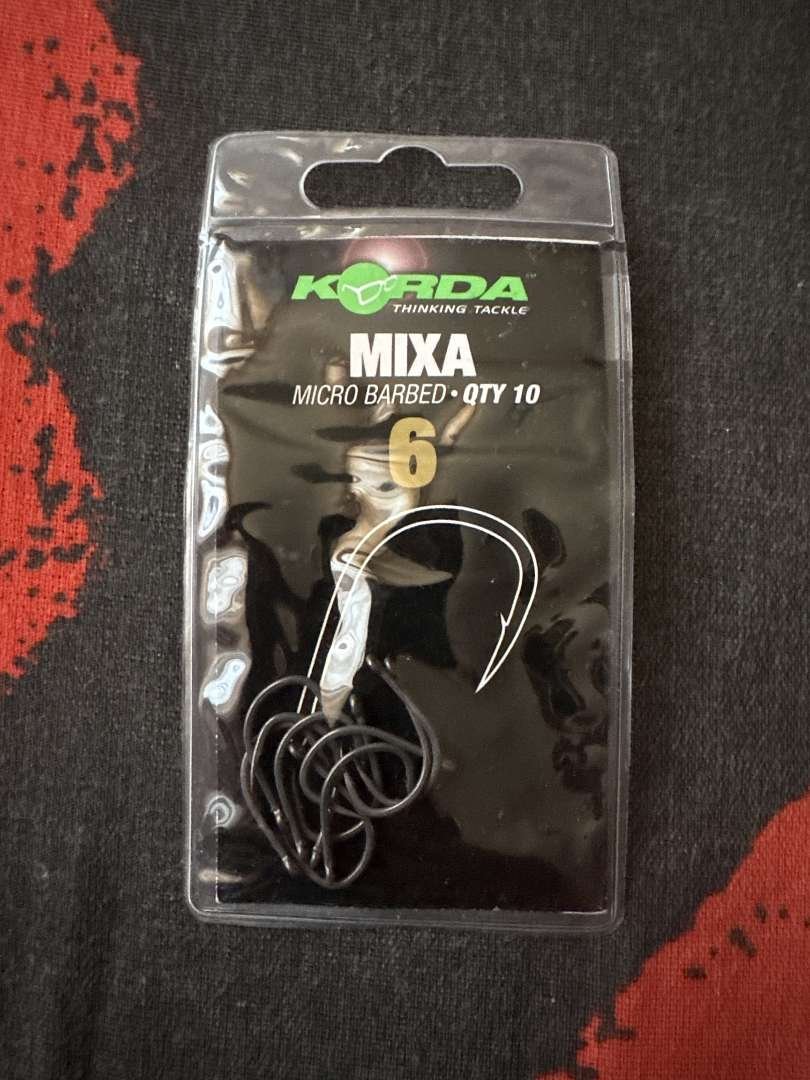 KORDA
THINKING TACKLE
MIXA
MICRO BARBED • QTY 10
6